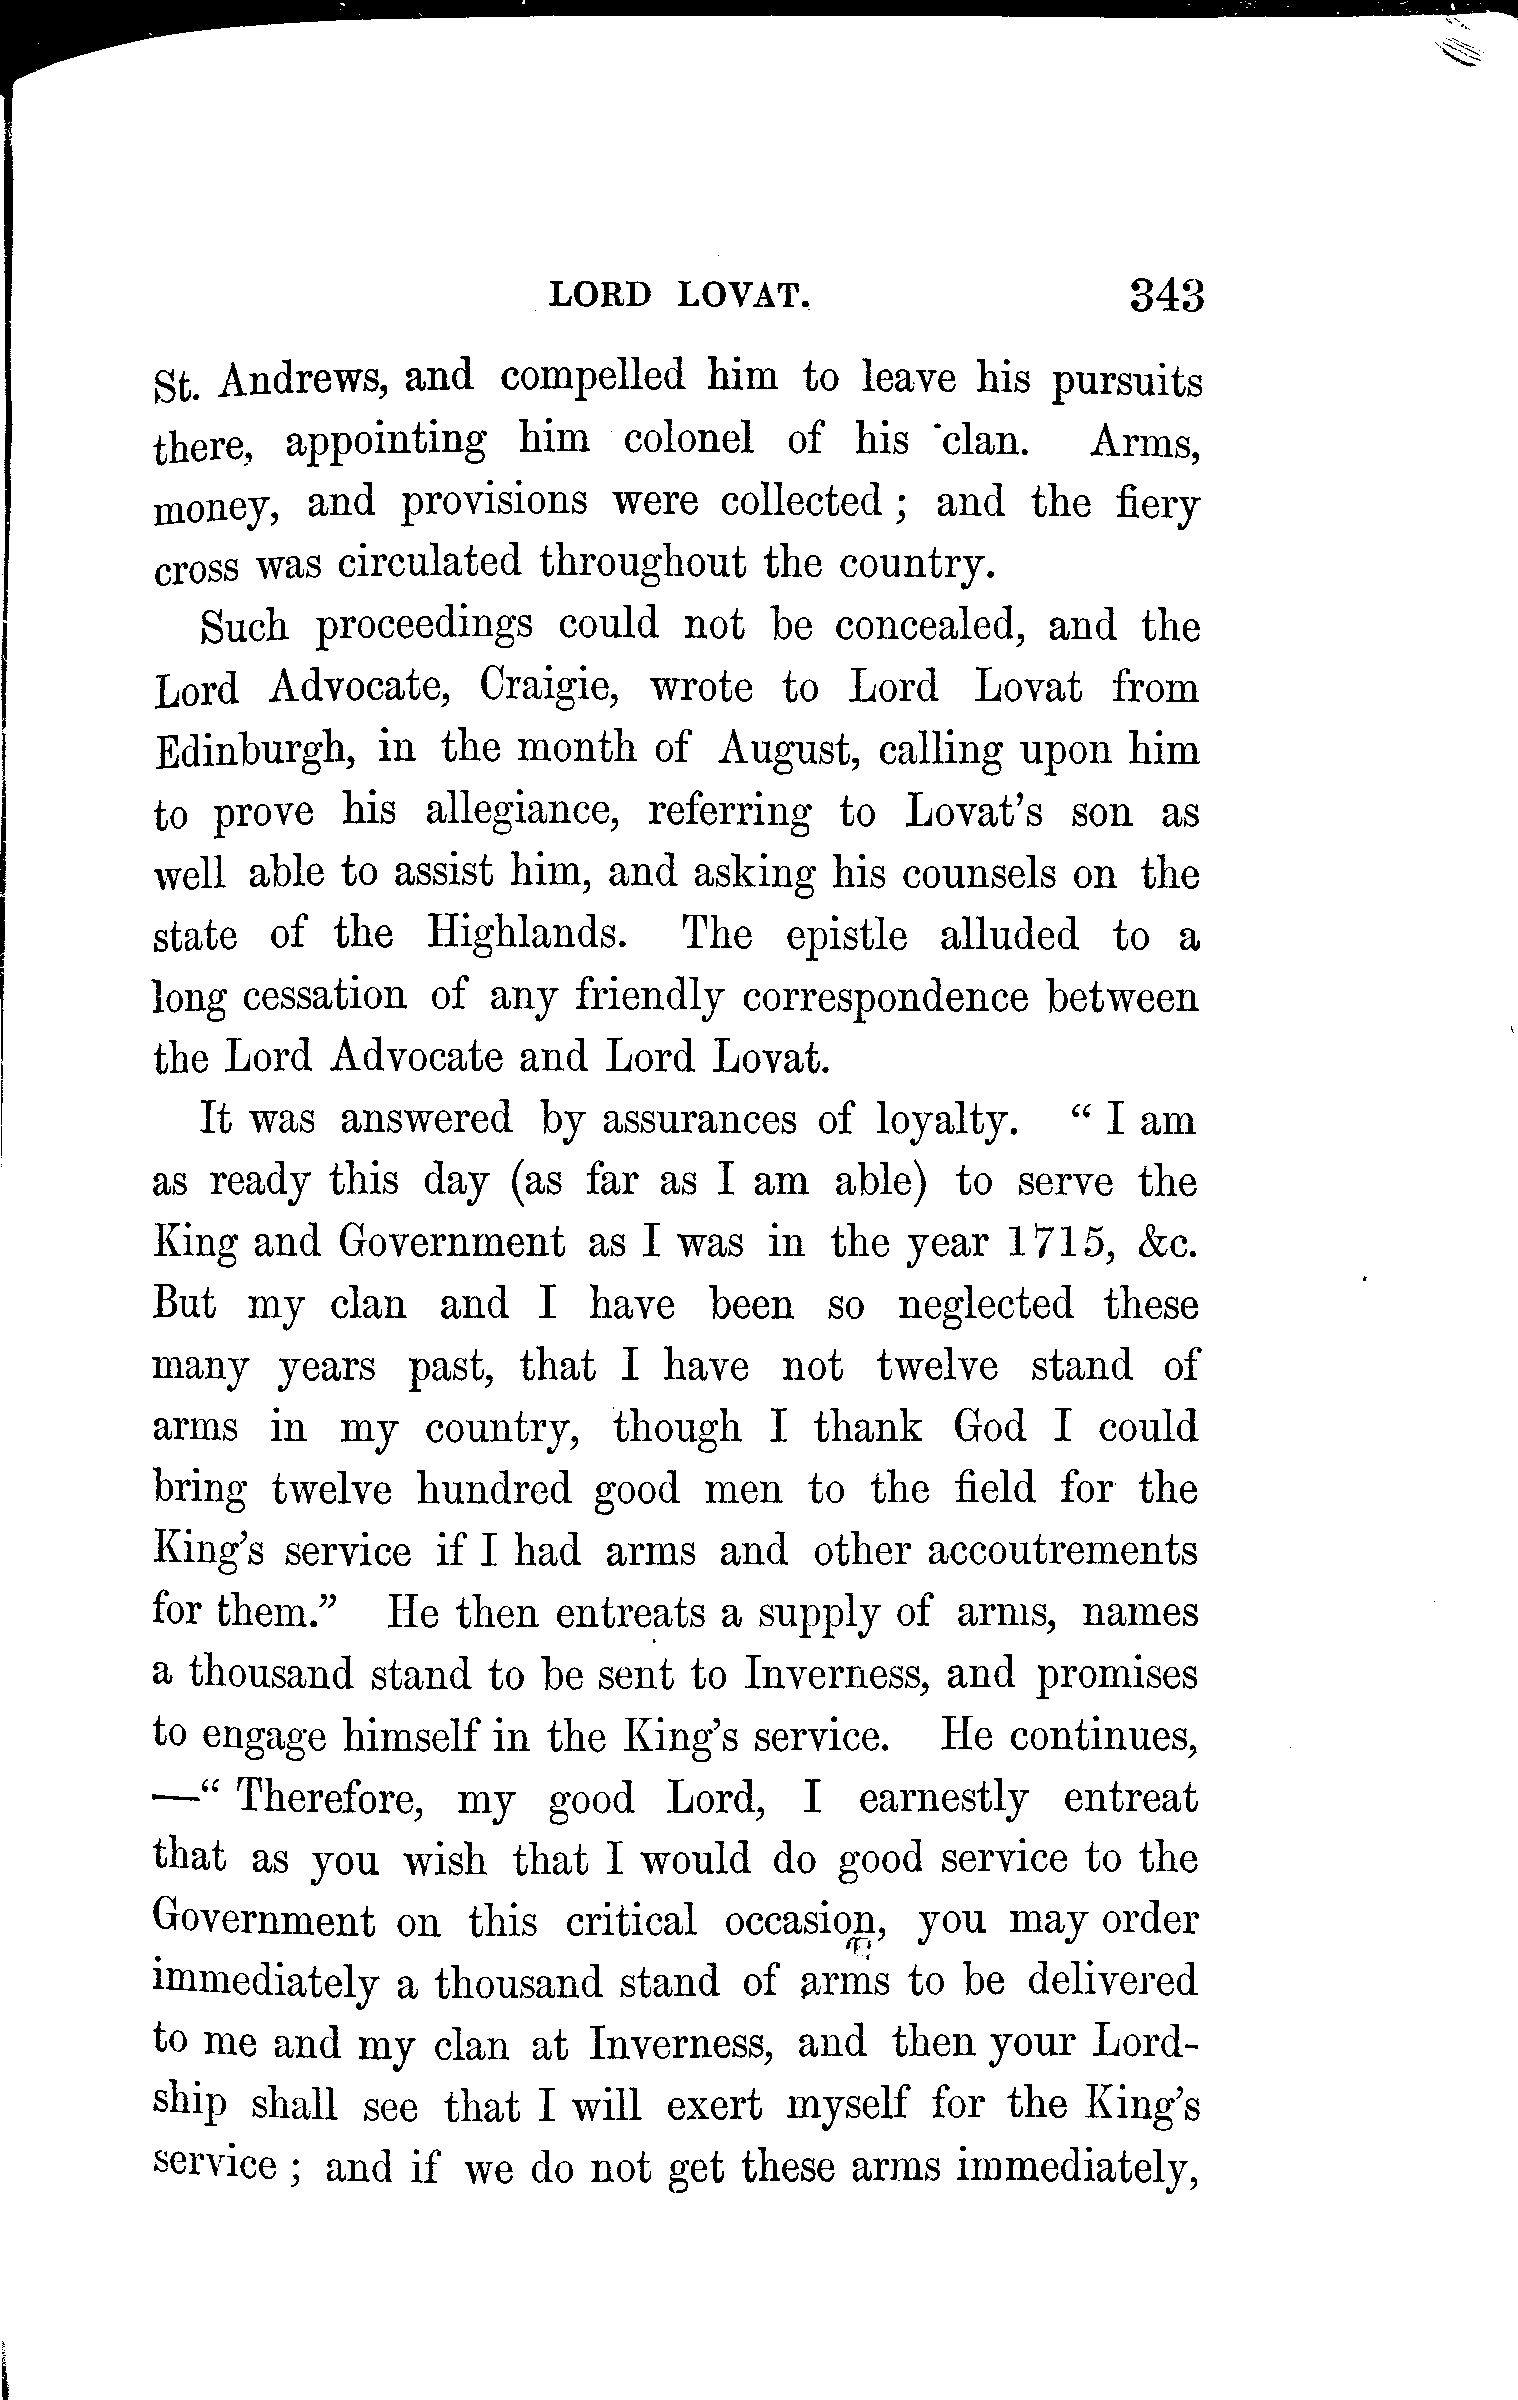 LORD LOVAT. 343
St. Andrews, and compelled him to leave his pursuits
there, appointing him colonel of his clan. Arms,
money, and provisions were collected ; and the fiery
cross was circulated throughout the country.
Such proceedings could not be concealed, and the
Lord Advocate, Craigie, wrote to Lord Lovat from
Edinburgh, in the month of August, calling upon him
to prove his allegiance, referring to Lovat's son as
well able to assist him, and asking his counsels on the
state of the Highlands. The epistle alluded to a
long cessation of any friendly correspondence between
the Lord Advocate and Lord Lovat.
It was answered by assurances of loyalty. “ I am
as ready this day (as far as I am able) to serve the
King and Government as I was in the year 1715, &c.
But my clan and I have been so neglected these
many years past, that I have not twelve stand of
arms in my country, though I thank God I could
bring twelve hundred good men to the field for the
King's service if I had arms and other accoutrements
for them.” He then entreats a supply of arms, names
a thousand stand to be sent to Inverness, and promises
to engage himself in the King's service. He continues,
—“ Therefore, my good Lord, I earnestly entreat
that as you wish that I would do good service to the
Government on this critical occasion, you may order
immediately a thousand stand of arms to be delivered
to me and my clan at Inverness, and then your Lord-
ship shall see that I will exert myself for the King's
service ; and if we do not get these arms immediately,